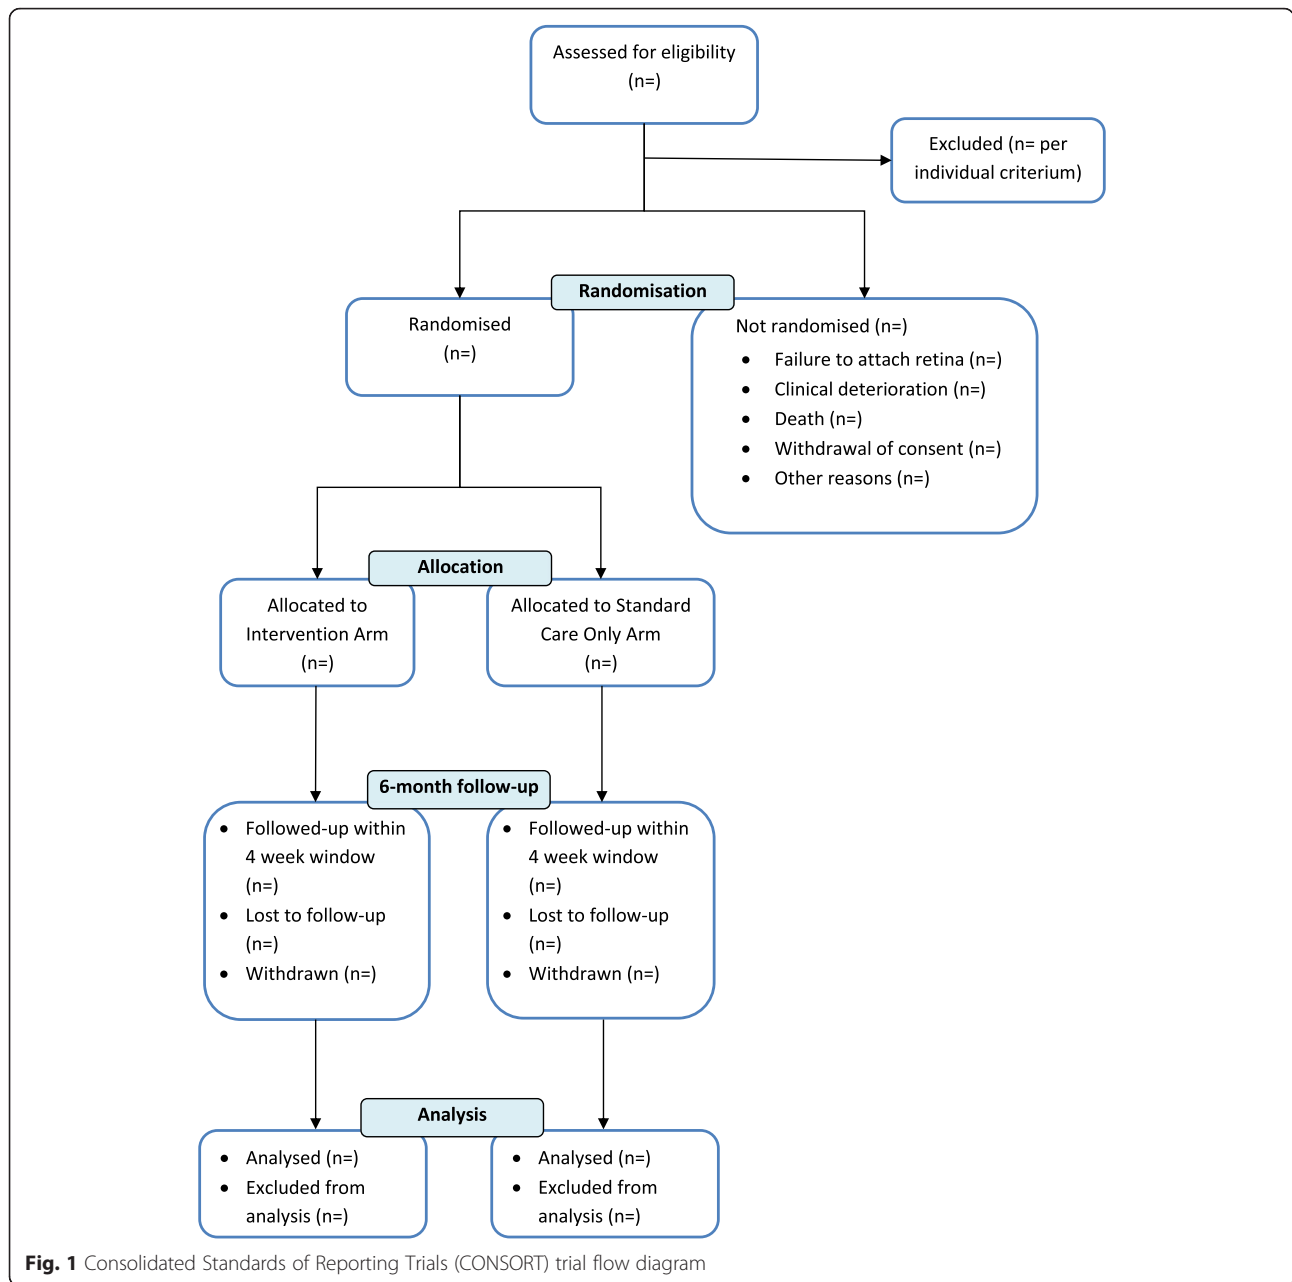 Assessed for eligibility
(n=)
Excluded (n= per
individual criterium)
Randomisation
Randomised
(n=)
Not randomised (n=)
• Failure to attach retina (n=)
• Clinical deterioration (n=)
• Death (n=)
• Withdrawal of consent (n=)
• Other reasons (n=)
Allocation
Allocated to
Intervention Arm
(n=)
Allocated to Standard
Care Only Arm
(n=)
6-month follow-up
• Followed-up within
4 week window
(n=)
• Lost to follow-up
(n=)
• Withdrawn (n=)
• Followed-up within
4 week window
(n=)
• Lost to follow-up
(n=)
• Withdrawn (n=)
Analysis
• Analysed (n=)
• Excluded from
analysis (n=)
• Analysed (n=)
• Excluded from
analysis (n=)
Fig. 1 Consolidated Standards of Reporting Trials (CONSORT) trial flow diagram